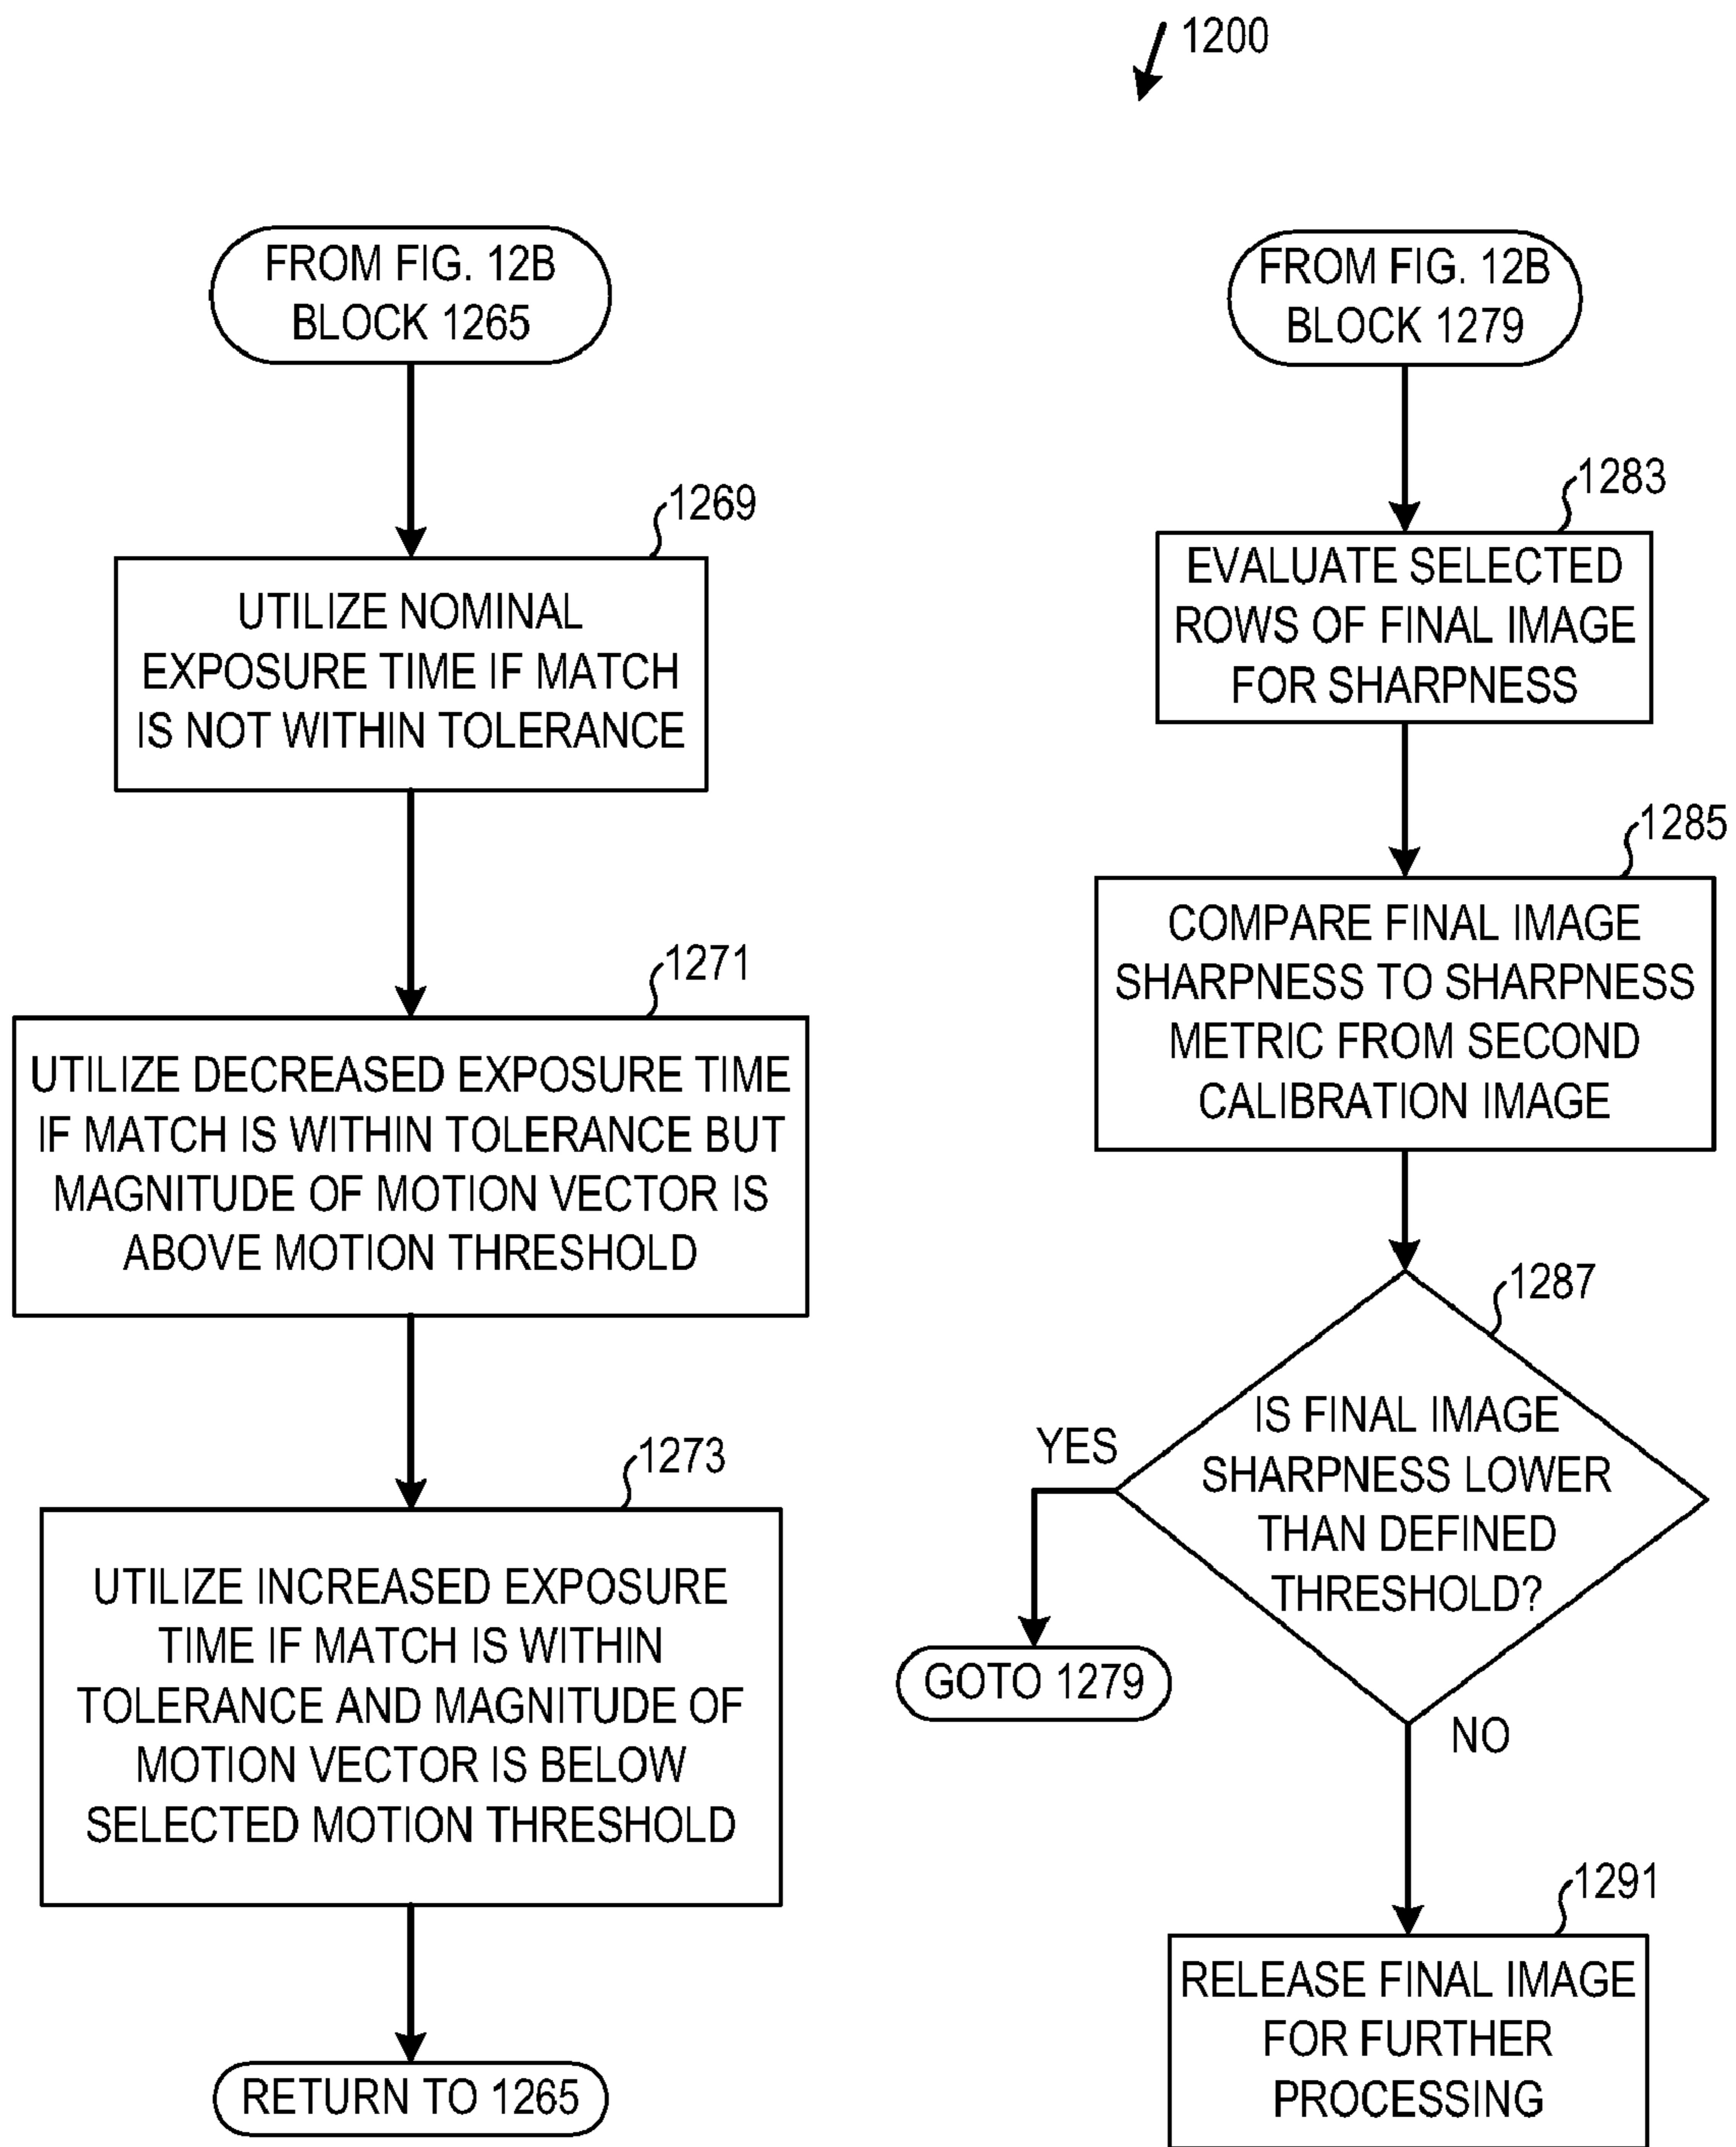 1200
FROM FIG. 12B
BLOCK 1265
1269
UTILIZE NOMINAL
EXPOSURE TIME IF MATCH
IS NOT WITHIN TOLERANCE
1271
UTILIZE DECREASED EXPOSURE TIME
IF MATCH IS WITHIN TOLERANCE BUT
MAGNITUDE OF MOTION VECTOR IS
ABOVE MOTION THRESHOLD
1273
UTILIZE INCREASED EXPOSURE
TIME IF MATCH IS WITHIN
TOLERANCE AND MAGNITUDE OF
MOTION VECTOR IS BELOW
SELECTED MOTION THRESHOLD
RETURN TO 1265
FROM FIG. 12B
BLOCK 1279
1283
EVALUATE SELECTED
ROWS OF FINAL IMAGE
FOR SHARPNESS
1285
COMPARE FINAL IMAGE
SHARPNESS TO SHARPNESS
METRIC FROM SECOND
CALIBRATION IMAGE
1287
IS FINAL IMAGE
SHARPNESS LOWER
THAN DEFINED
THRESHOLD?
YES
GOTO 1279
NO
1291
RELEASE FINAL IMAGE
FOR FURTHER
PROCESSING